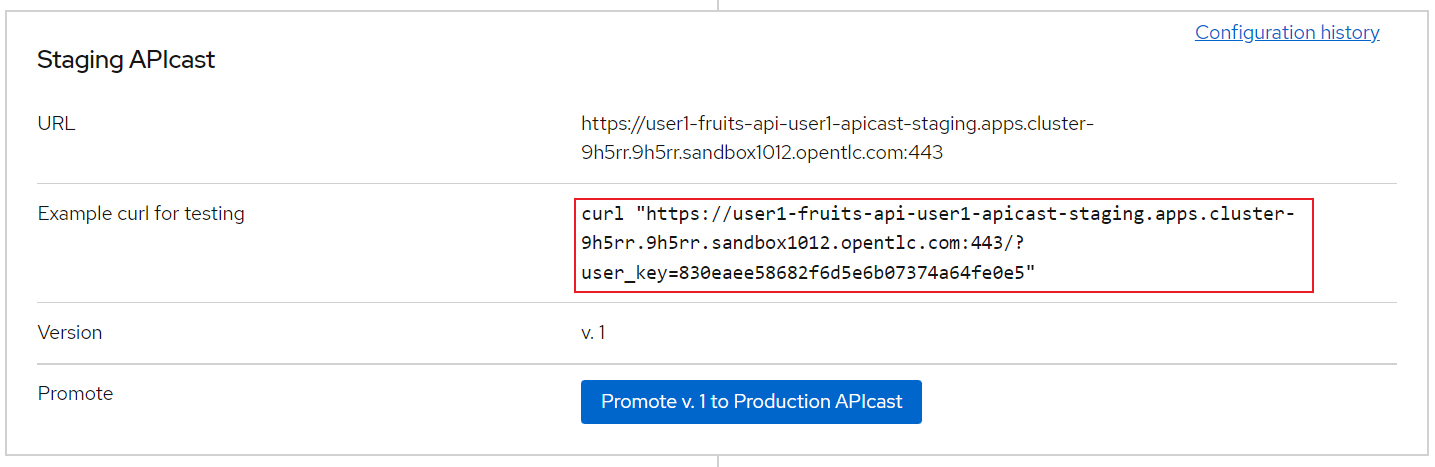 Configuration history
Staging APIcast
URL
https://user1-fruits-api-user1-apicast-staging.apps.cluster-
9h5rr.9h5rr.sandbox1012.opentlc.com:443
Example curl for testing
curl "https://user1-fruits-api-user1-apicast-staging.apps.cluster-
9h5rr.9h5rr.sandbox1012.opentlc.com:443/?
user_key=830eaee58682f6d5e6b07374a64fe0e5"
Version
v. 1
Promote
Promote v. 1 to Production APIcast